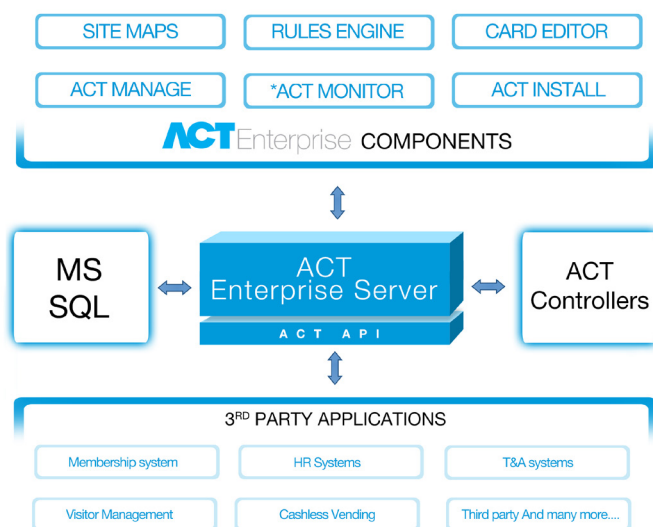 SITE MAPS
RULES ENGINE
CARD EDITOR
ACT MANAGE
*ACT MONITOR
ACT INSTALL
ACTEnterprise COMPONENTS
MS
SQL
ACT
Enterprise Server
ACT API
ACT
Controllers
3RD PARTY APPLICATIONS
Membership system
HR Systems
T&A systems
Visitor Management
Cashless Vending
Third party And many more....